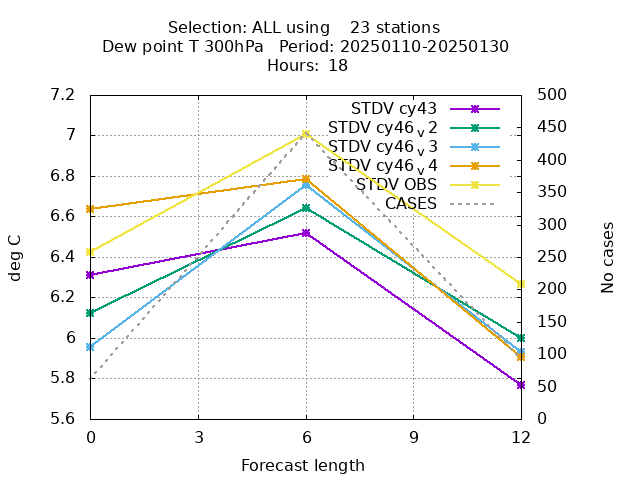 Selection: ALL using    23 stations
Dew point T 300hPa   Period: 20250110-20250130
Hours:  18
7.2
7
6.8
6.6
6.4
6.2
6
5.8
5.6
deg C
STDV cy43
STDV cy46v2
STDV cy46v3
STDV cy46v4
STDV OBS
CASES
500
450
400
350
300
250
200
150
100
50
0
No cases
0 3 6 9 12
Forecast length